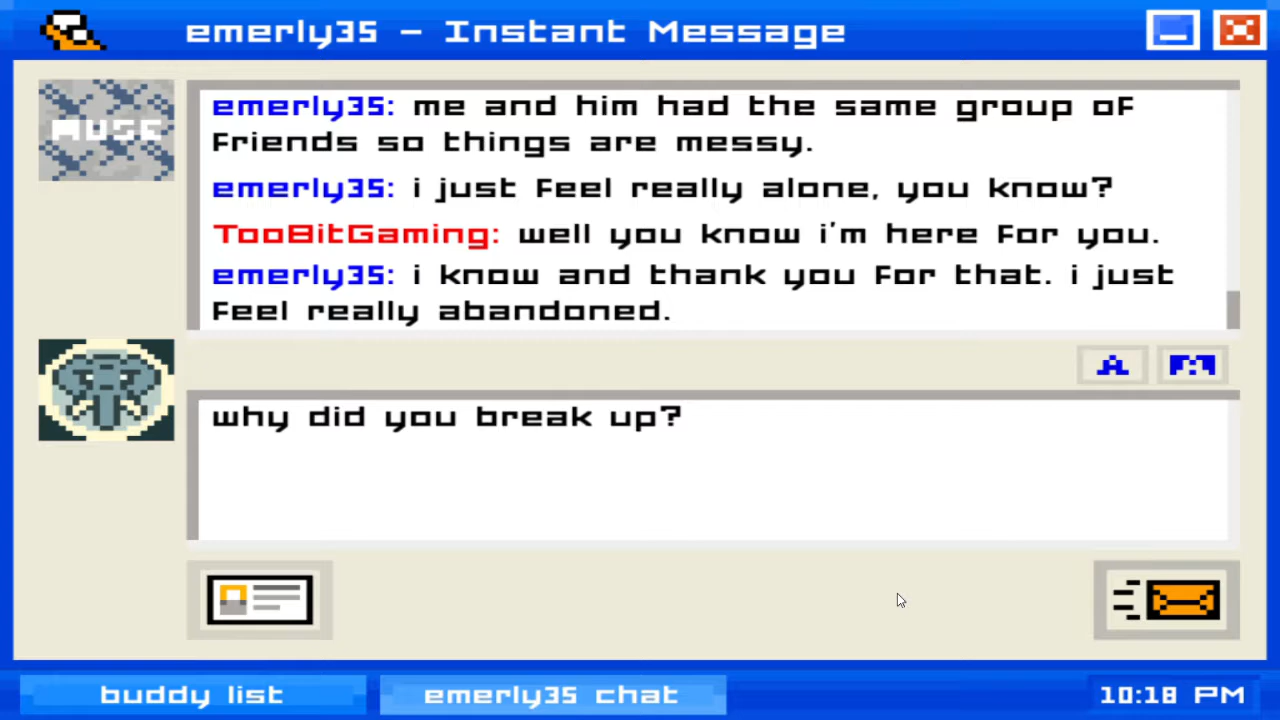 emerly35 - Instant Message
MUSE
emerly35: me and him had the same group of
friends so things are messy.
emerly35: i just feel really alone, you know?
TooBitGaming: well you know i'm here for you.
emerly35: i know and thank you for that. i just
feel really abandoned.
A
why did you break up?
buddy list
emerly35 chat
10:18 PM